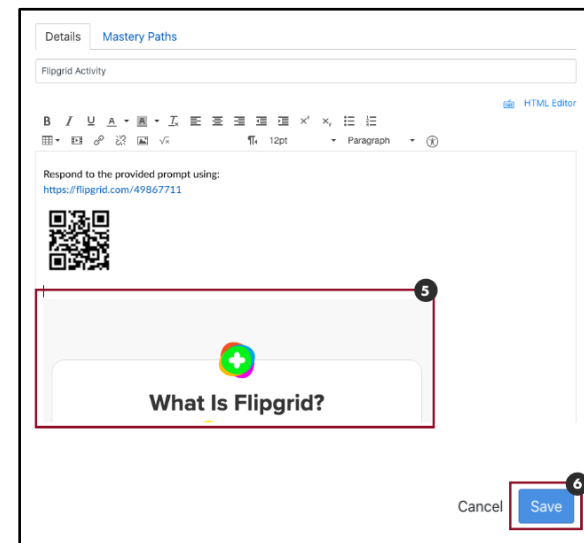 Details Mastery Paths
Flipgrid Activity
HTML Editor
B I U A
12pt Paragraph
Respond to the provided prompt using:
https://flipgrid.com/49867711
5
What Is Flipgrid?
6
Cancel Save